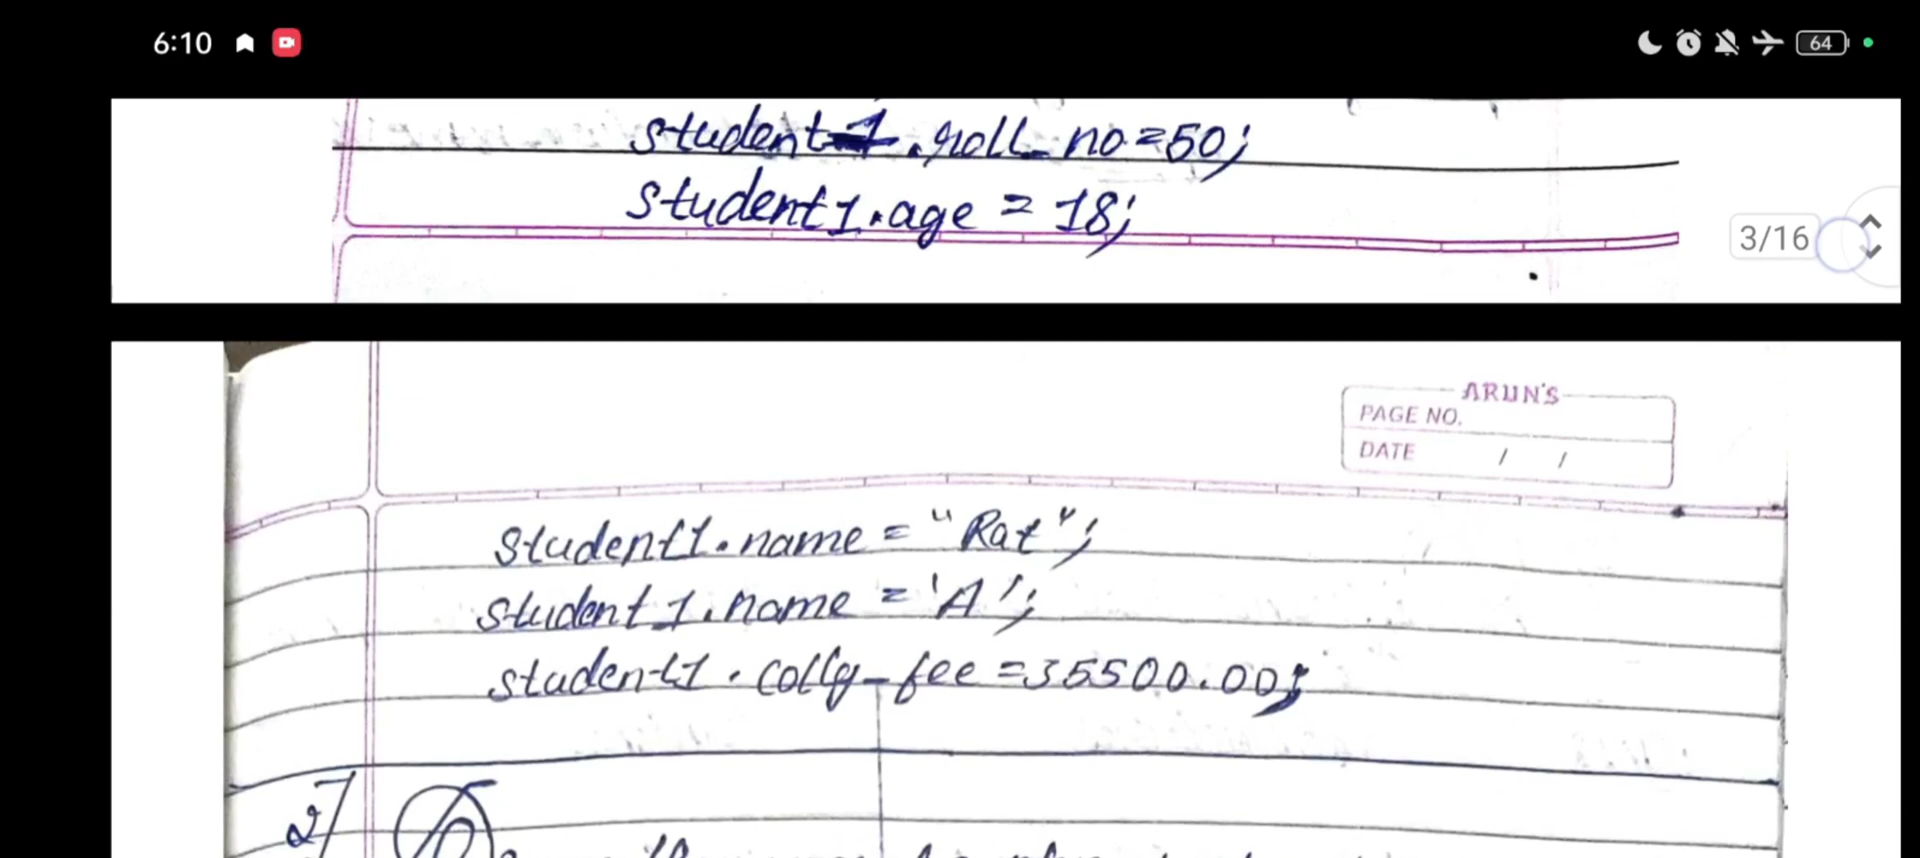 6:10
64
student1.roll_no=50;
student1.age = 18;
3/16
ARUN'S
PAGE NO.
DATE / /
student1.name = "Rat";
student1.name = 'A';
student1.collg_fee=35500.00;
2]